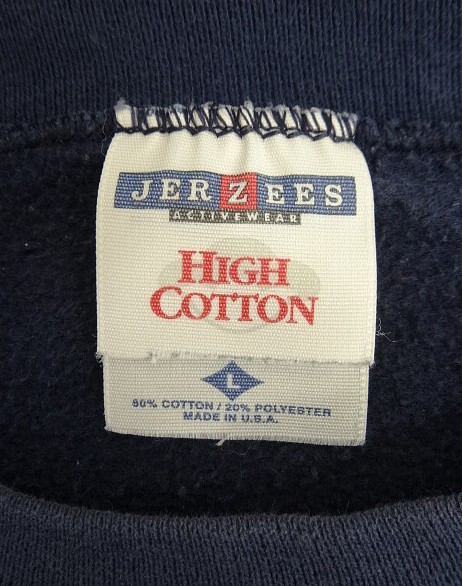 JERZEES
ACTIVEWEAR
HIGH
COTTON
L
80% COTTON / 20% POLYESTER
MADE IN U.S.A.